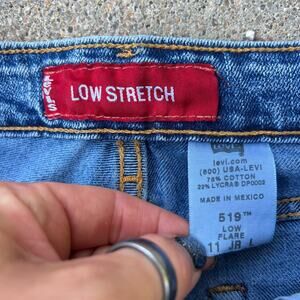 LEVI'S
LOW STRETCH
levi.com
(800) USA-LEVI
78% COTTON
22% LYCRA® DP0002
MADE IN MEXICO
519™
LOW
FLARE
11 JR L